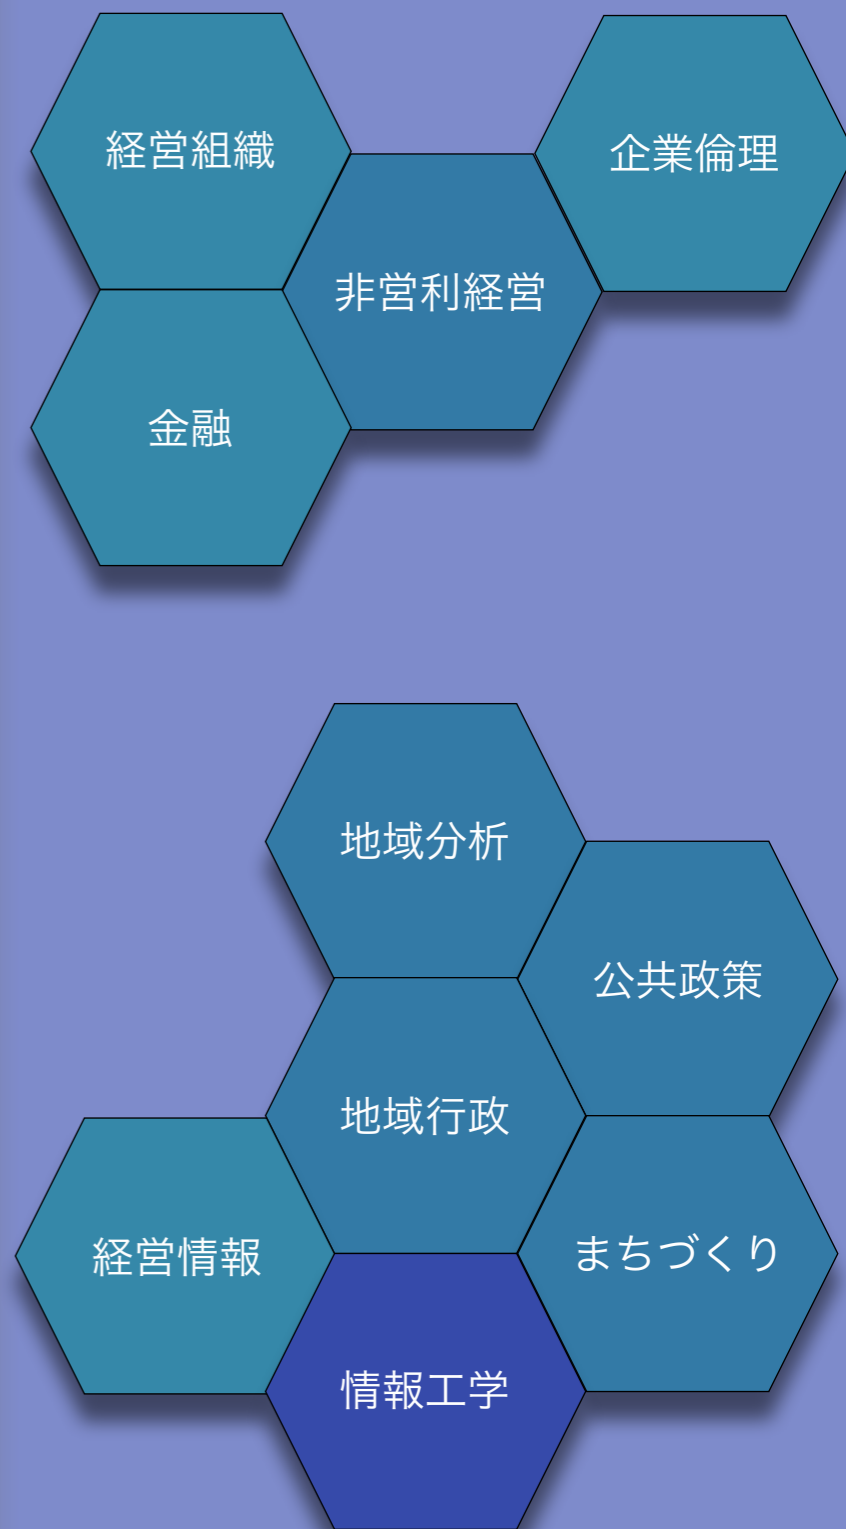 経営組織
企業倫理
非営利経営
金融
地域分析
公共政策
地域行政
まちづくり
経営情報
情報工学